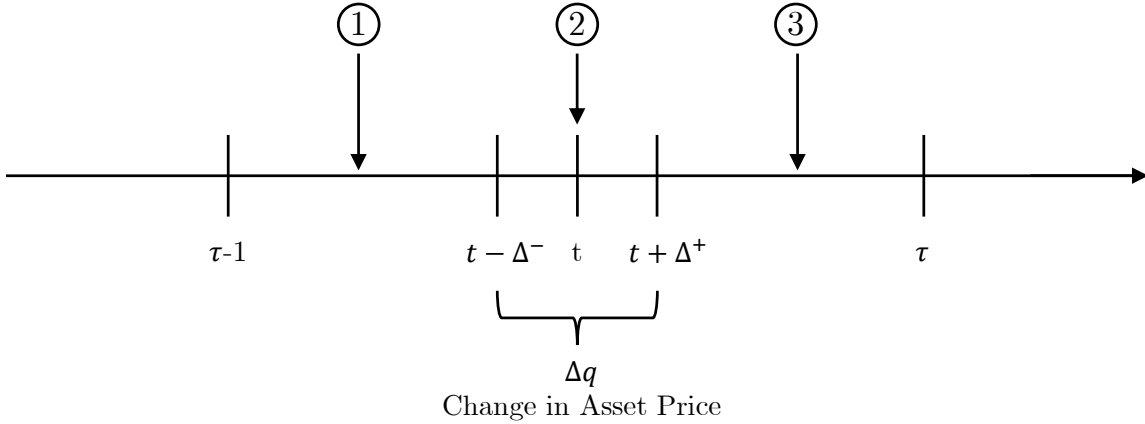 ① ② ③
τ-1 t − Δ⁻ t t + Δ⁺ τ
Δq
Change in Asset Price